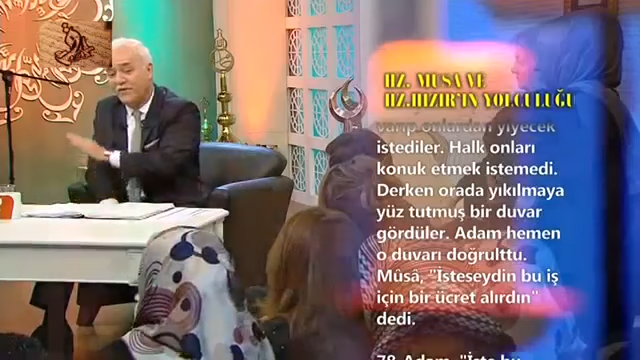 HZ. MUSA VE
HZ.HIZIR'IN YOLCULUĞU
varıp onlardan yiyecek
istediler. Halk onları
konuk etmek istemedi.
Derken orada yıkılmaya
yüz tutmuş bir duvar
gördüler. Adam hemen
o duvarı doğrulttu.
Mûsâ, "İsteseydin bu iş
için bir ücret alırdın"
dedi.
78. Adam, "İşte bu